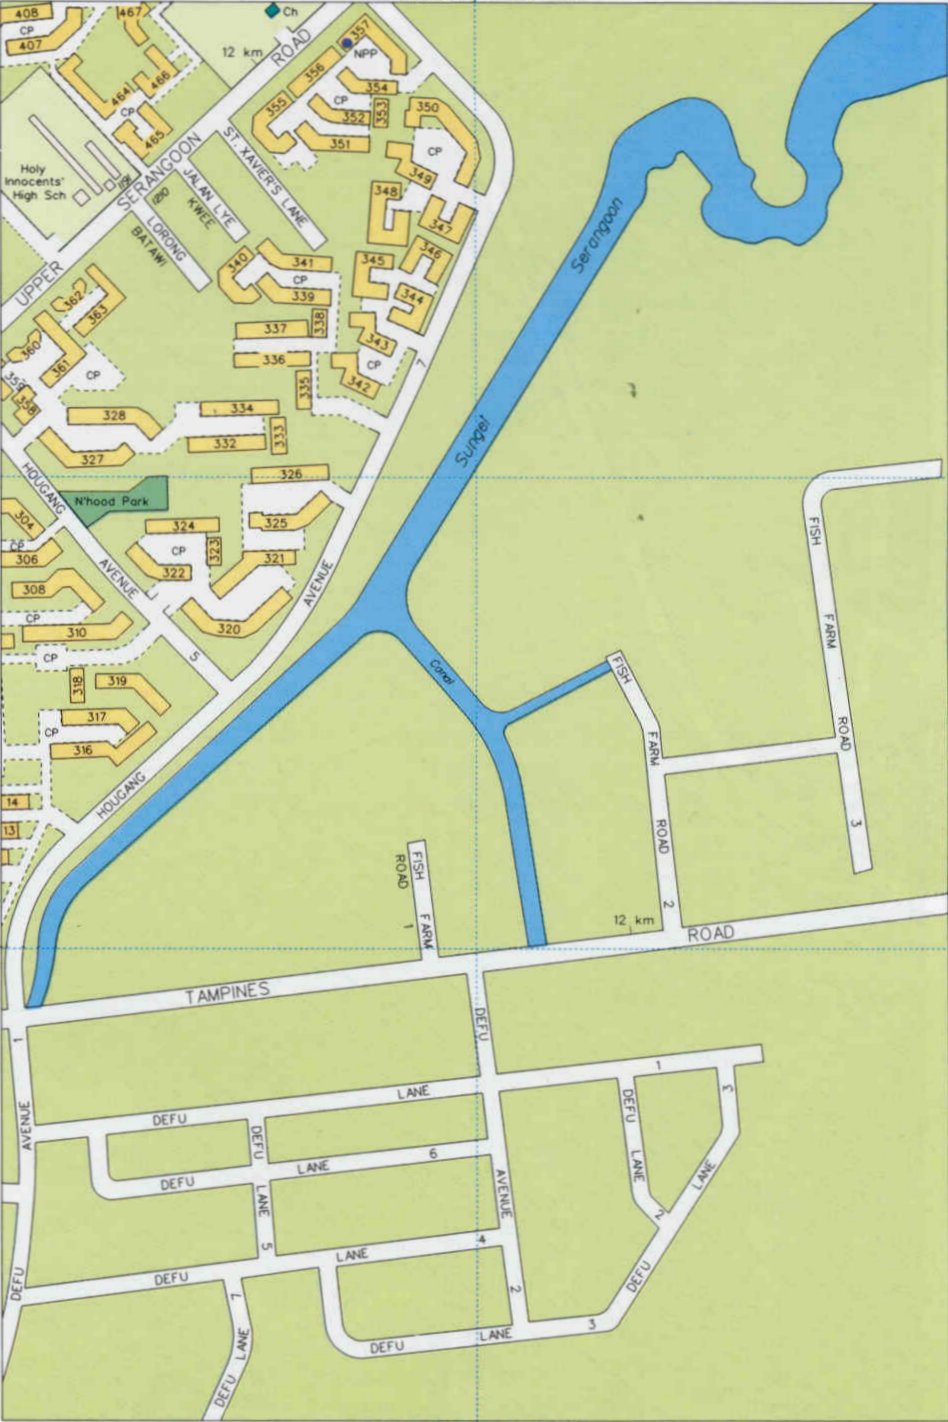 408
CP
407
467
Ch
12 km
464
466
CP
465
357
NPP
356
354
355
CP
352
353
351
350
CP
349
Holy
Innocents'
High Sch
UPPER SERANGOON ROAD
1191
1210
ST. XAVIER'S LANE
JALAN LYE
KWEE
LORONG
BATAWI
348
347
346
345
344
343
CP
342
340
341
CP
339
338
337
336
335
362
363
360
361
CP
359
358
328
327
334
332
333
326
HOUGANG AVENUE 5
N'hood Park
304
CP
306
324
CP
323
322
325
321
320
308
CP
310
CP
318
319
317
CP
316
14
13
HOUGANG AVENUE 7
Sungei Serangoon
Canal
FISH FARM ROAD 3
FISH FARM ROAD 2
FISH FARM
ROAD 1
12 km
TAMPINES ROAD
DEFU AVENUE 1
DEFU AVENUE 2
DEFU LANE 1
DEFU LANE 2
DEFU LANE 3
DEFU LANE 6
DEFU LANE 5
DEFU LANE 4
DEFU LANE 7
DEFU LANE 3